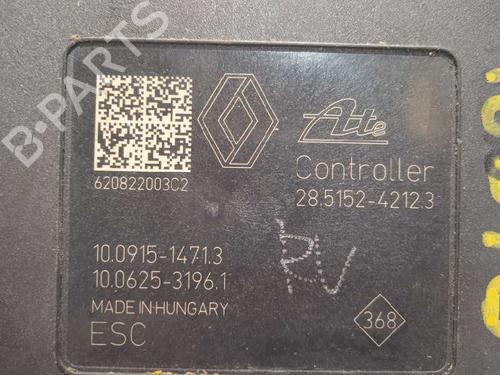 B-PARTS
Ate
620822003C2
Controller
28.5152-4212.3
10.0915-1471.3
10.0625-3196.1
MADE IN HUNGARY
ESC
RV
368